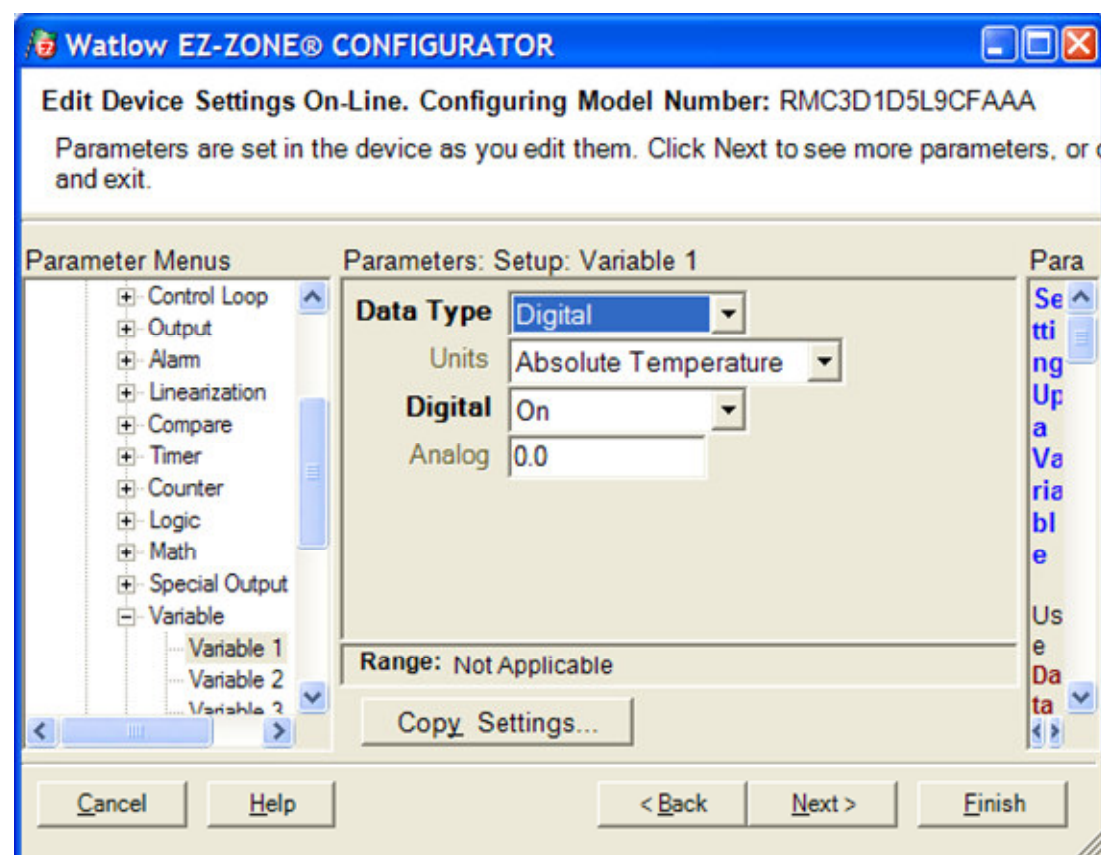 Watlow EZ-ZONE® CONFIGURATOR
Edit Device Settings On-Line. Configuring Model Number: RMC3D1D5L9CFAAA
Parameters are set in the device as you edit them. Click Next to see more parameters, or
and exit.
Parameter Menus
Control Loop
Output
Alarm
Linearization
Compare
Timer
Counter
Logic
Math
Special Output
Variable
Variable 1
Variable 2
Variable 3
Parameters: Setup: Variable 1
Data Type Digital
Units Absolute Temperature
Digital On
Analog 0.0
Range: Not Applicable
Copy Settings...
Para
Se
tti
ng
Up
a
Va
ria
bl
e
Us
e
Da
ta
Cancel Help < Back Next > Finish